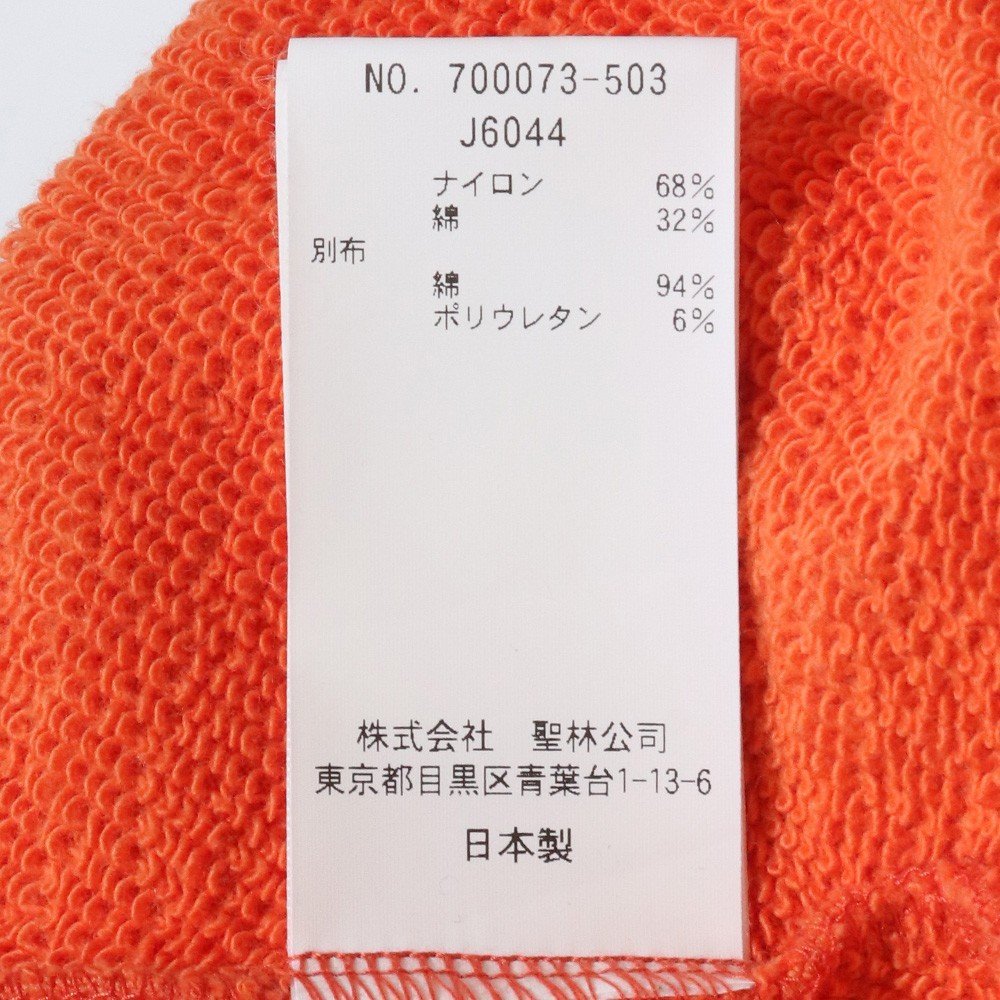 NO. 700073-503
J6044
ナイロン 68%
綿 32%
別布
綿 94%
ポリウレタン 6%
株式会社 聖林公司
東京都目黒区青葉台1-13-6
日本製